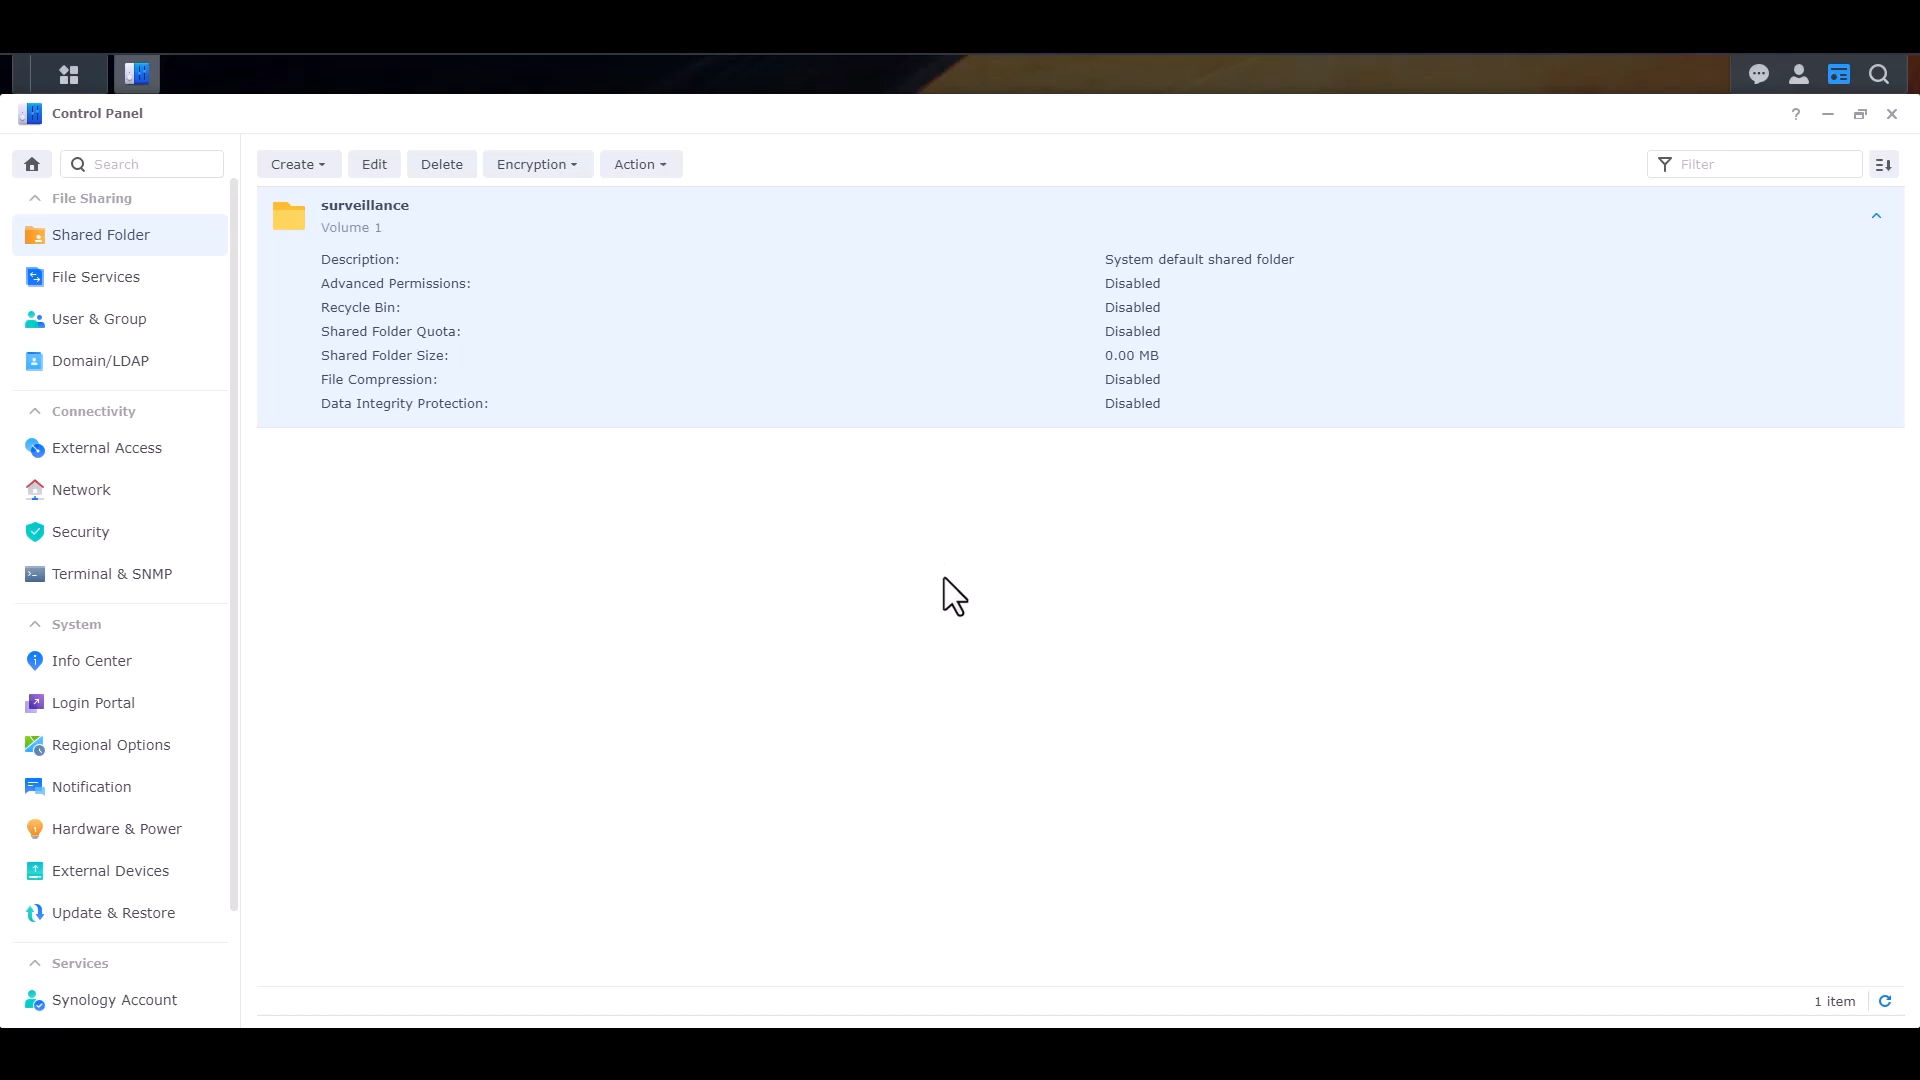 Control Panel
?
Search
Create
Edit
Delete
Encryption
Action
Filter
File Sharing
Shared Folder
File Services
User & Group
Domain/LDAP
Connectivity
External Access
Network
Security
Terminal & SNMP
System
Info Center
Login Portal
Regional Options
Notification
Hardware & Power
External Devices
Update & Restore
Services
Synology Account
surveillance
Volume 1
Description: System default shared folder
Advanced Permissions: Disabled
Recycle Bin: Disabled
Shared Folder Quota: Disabled
Shared Folder Size: 0.00 MB
File Compression: Disabled
Data Integrity Protection: Disabled
1 item